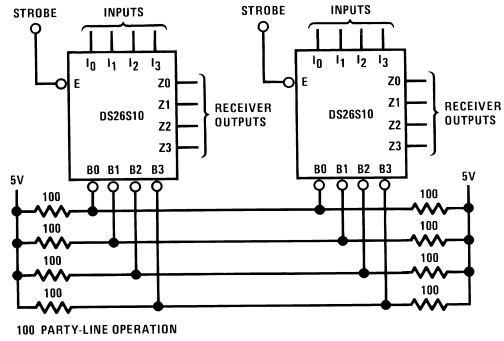 STROBE INPUTS STROBE INPUTS
I0 I1 I2 I3 I0 I1 I2 I3
E Z0 E Z0
Z1 Z1
DS26S10 RECEIVER OUTPUTS DS26S10 RECEIVER OUTPUTS
Z2 Z2
Z3 Z3
B0 B1 B2 B3 B0 B1 B2 B3
5V 5V
100 100
100 100
100 100
100 100
100 PARTY-LINE OPERATION